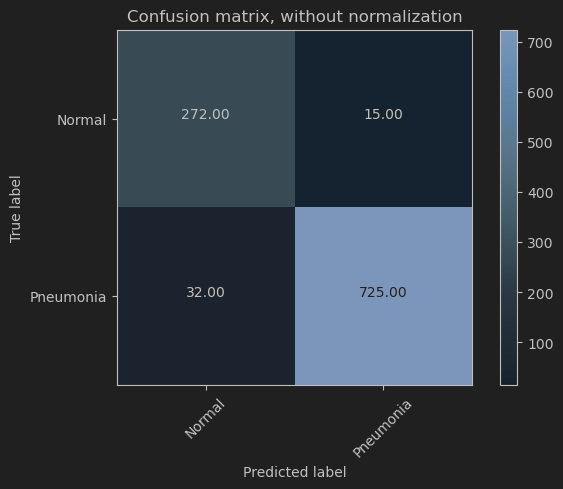 Confusion matrix, without normalization
Normal
272.00
15.00
Pneumonia
32.00
725.00
True label
Normal
Pneumonia
Predicted label
700
600
500
400
300
200
100